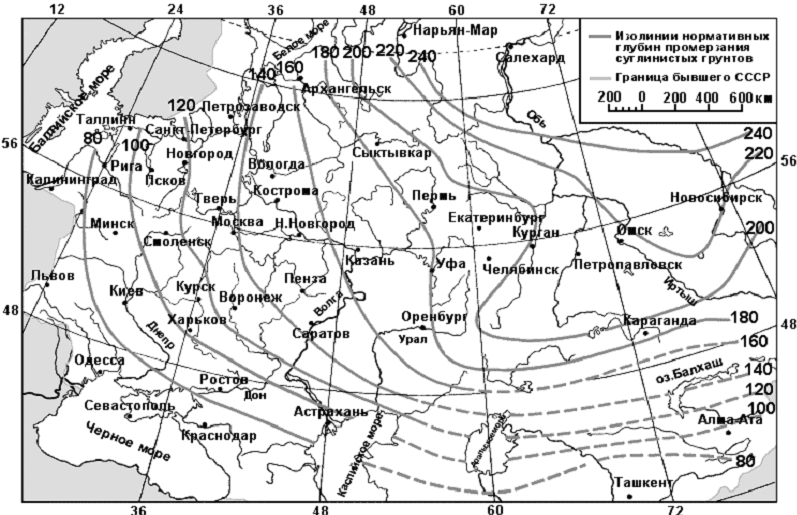 12 24 36 48 60 72
Изолинии нормативных
глубин промерзания
суглинистых грунтов
Граница бывшего СССР
200 0 200 400 600 км
Белое море
Нарьян-Мар
Салехард
180 200 220
240
140
160
Архангельск
120
Петрозаводск
Обь
Балтийское море
Таллинн
80
100
Санкт Петербург
240
220
56
Рига
Новгород
Псков
Вологда
Сыктывкар
56
Калининград
Кострома
Пермь
Новосибирск
Тверь
Екатеринбург
Минск
Москва
Н.Новгород
Курган
Омск
200
Смоленск
Казань
Уфа
Челябинск
Петропавловск
Львов
Киев
Курск
Пенза
Иртыш
Воронеж
Волга
48
Харьков
Оренбург
180
48
Днепр
Саратов
Урал
Караганда
160
Одесса
оз.Балхаш
140
Ростов
Дон
120
Севастополь
Астрахань
100
Алма-Ата
Черное море
Краснодар
Каспийское море
80
Ташкент
36 48 60 72